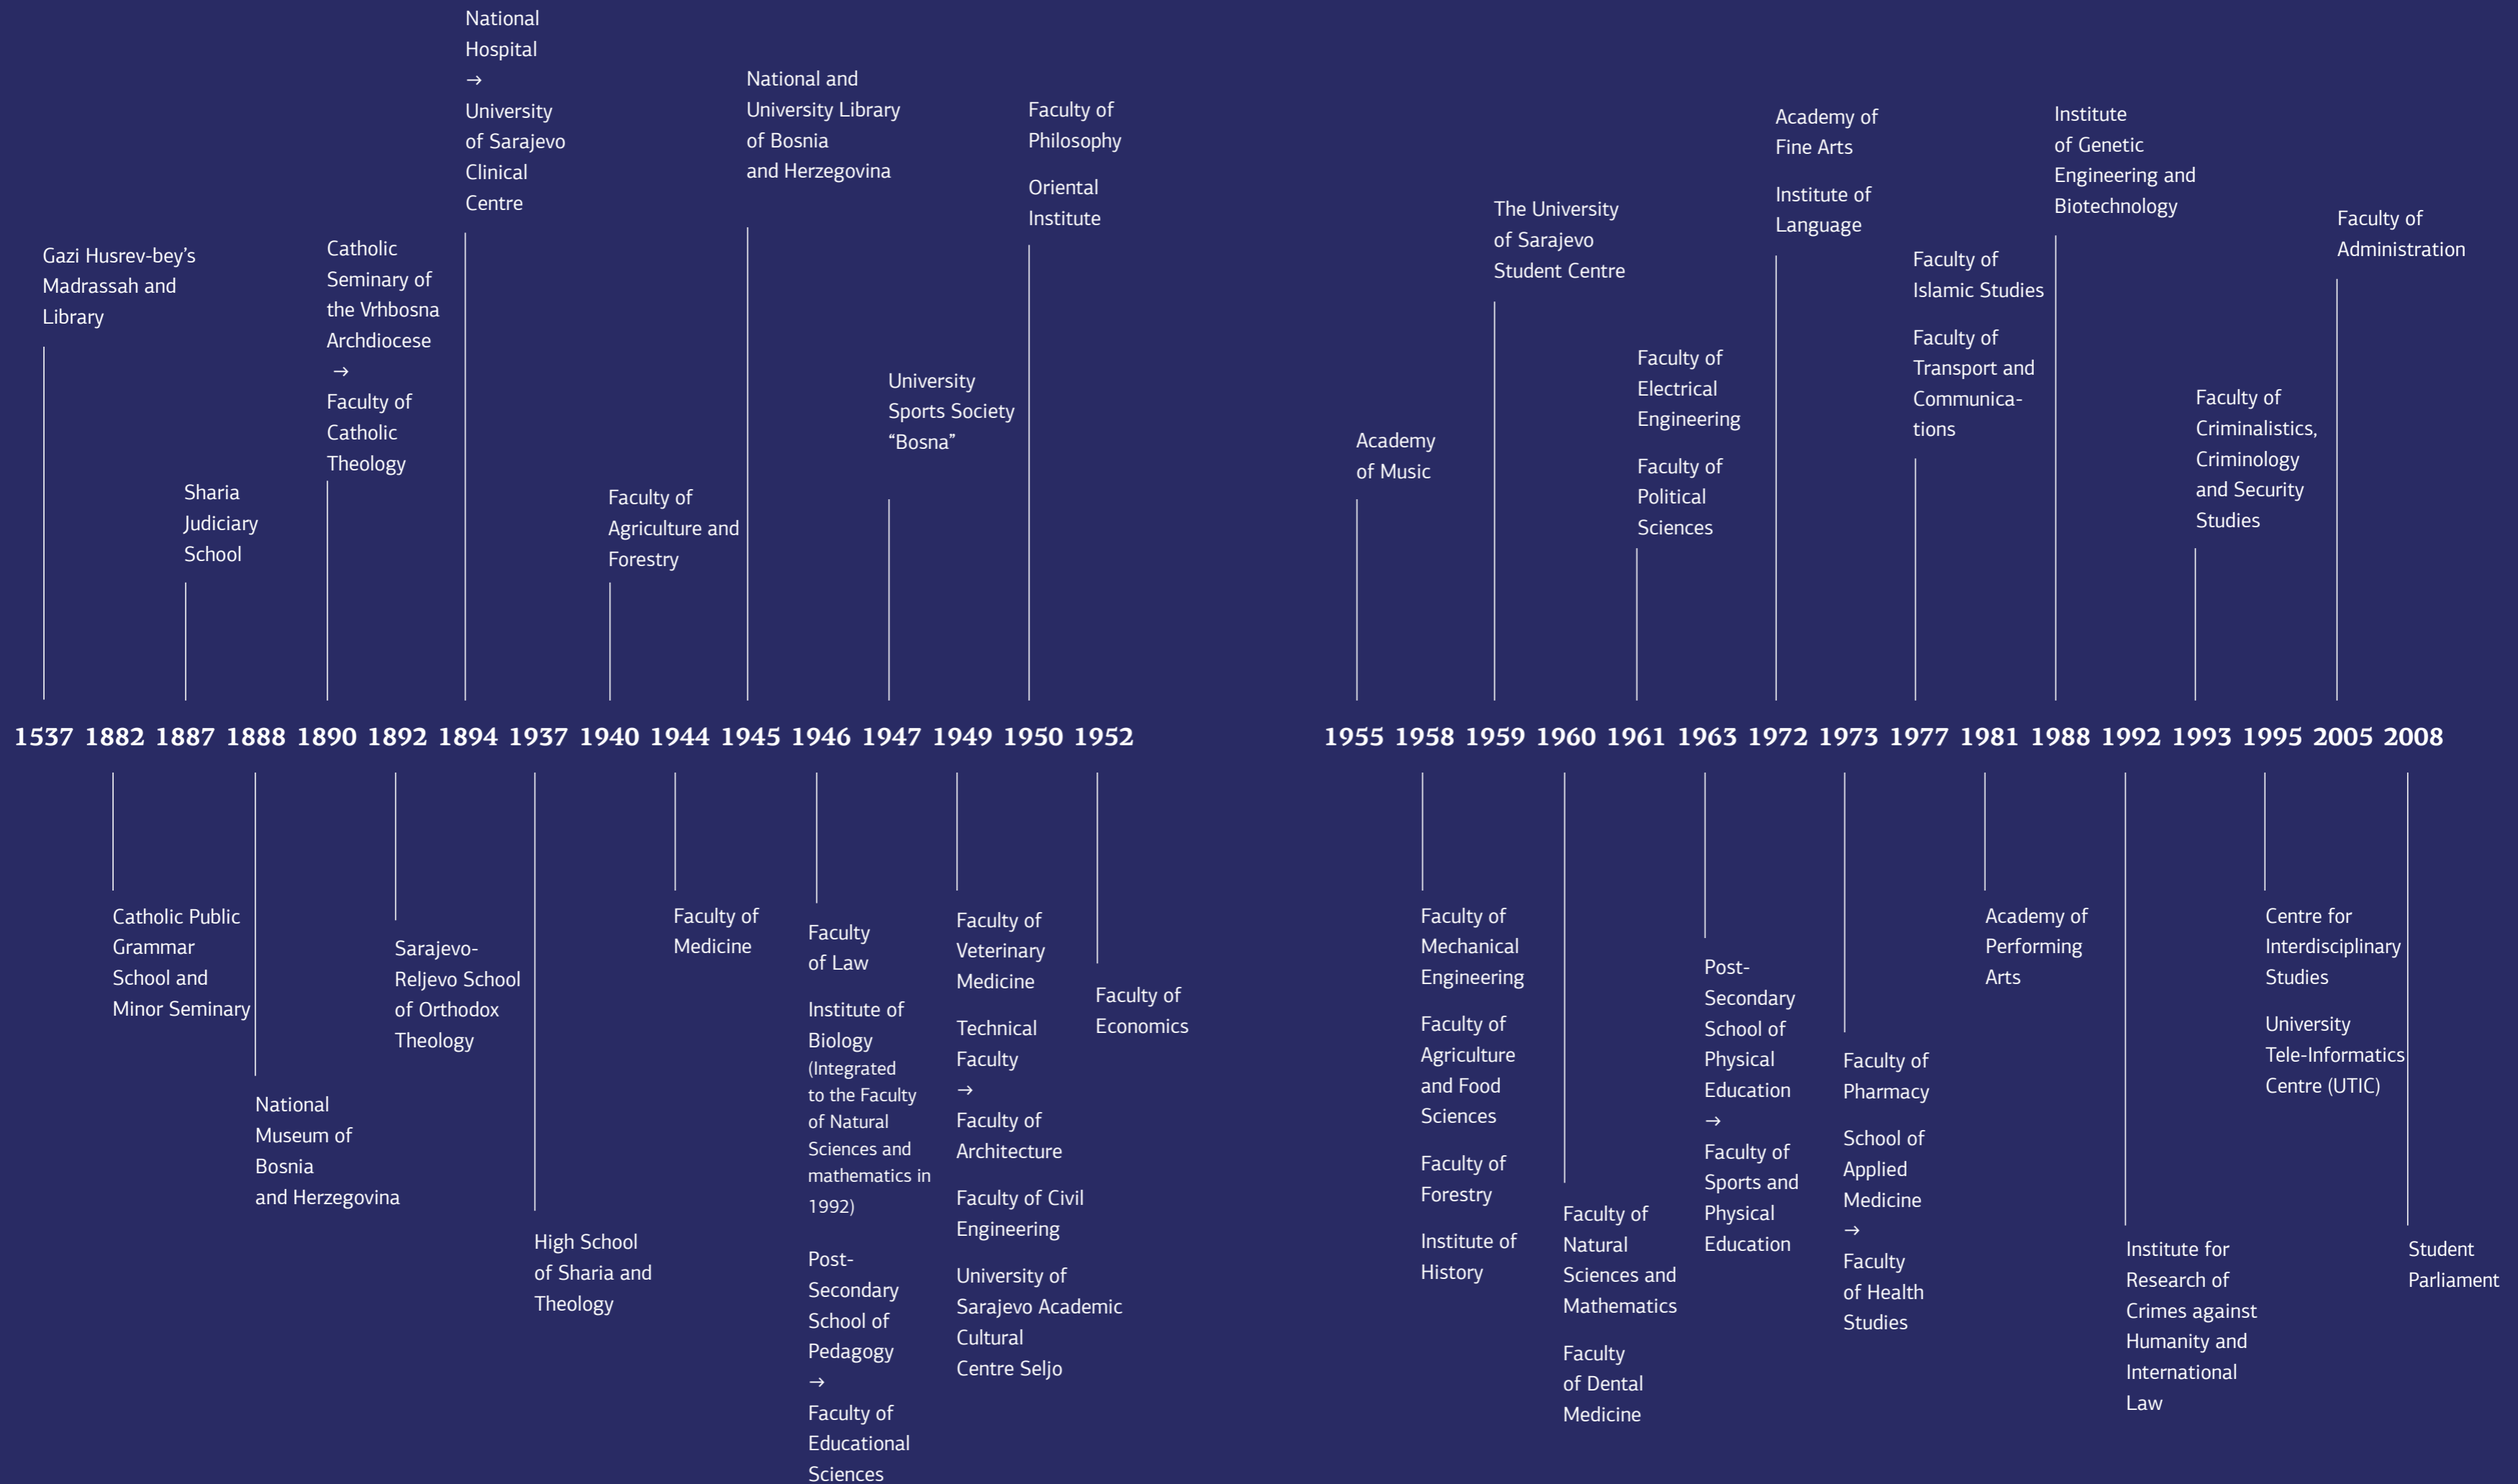 National
Hospital
→
University
of Sarajevo
Clinical
Centre
National and
University Library
of Bosnia
and Herzegovina
Faculty of
Philosophy
Oriental
Institute
Gazi Husrev-bey’s
Madrassah and
Library
Catholic
Seminary of
the Vrhbosna
Archdiocese
→
Faculty of
Catholic
Theology
Sharia
Judiciary
School
Faculty of
Agriculture and
Forestry
University
Sports Society
“Bosna”
Academy
of Music
The University
of Sarajevo
Student Centre
Faculty of
Electrical
Engineering
Faculty of
Political
Sciences
Academy of
Fine Arts
Institute of
Language
Faculty of
Islamic Studies
Faculty of
Transport and
Communica-
tions
Institute
of Genetic
Engineering and
Biotechnology
Faculty of
Criminalistics,
Criminology
and Security
Studies
Faculty of
Administration
1537 1882 1887 1888 1890 1892 1894 1937 1940 1944 1945 1946 1947 1949 1950 1952
1955 1958 1959 1960 1961 1963 1972 1973 1977 1981 1988 1992 1993 1995 2005 2008
Catholic Public
Grammar
School and
Minor Seminary
National
Museum of
Bosnia
and Herzegovina
Sarajevo-
Reljevo School
of Orthodox
Theology
High School
of Sharia and
Theology
Faculty of
Medicine
Faculty
of Law
Institute of
Biology
(Integrated
to the Faculty
of Natural
Sciences and
mathematics in
1992)
Post-
Secondary
School of
Pedagogy
→
Faculty of
Educational
Sciences
Faculty of
Veterinary
Medicine
Technical
Faculty
→
Faculty of
Architecture
Faculty of Civil
Engineering
University of
Sarajevo Academic
Cultural
Centre Seljo
Faculty of
Economics
Faculty of
Mechanical
Engineering
Faculty of
Agriculture
and Food
Sciences
Faculty of
Forestry
Institute of
History
Faculty of
Natural
Sciences and
Mathematics
Faculty
of Dental
Medicine
Post-
Secondary
School of
Physical
Education
→
Faculty of
Sports and
Physical
Education
Faculty of
Pharmacy
School of
Applied
Medicine
→
Faculty
of Health
Studies
Academy of
Performing
Arts
Institute for
Research of
Crimes against
Humanity and
International
Law
Centre for
Interdisciplinary
Studies
University
Tele-Informatics
Centre (UTIC)
Student
Parliament